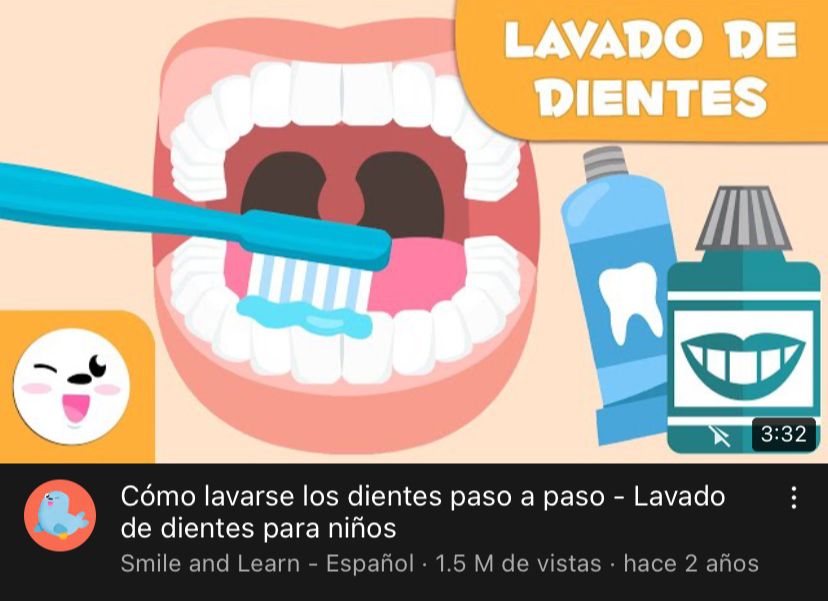 LAVADO DE
DIENTES
3:32
Cómo lavarse los dientes paso a paso - Lavado
de dientes para niños
Smile and Learn - Español · 1.5 M de vistas · hace 2 años